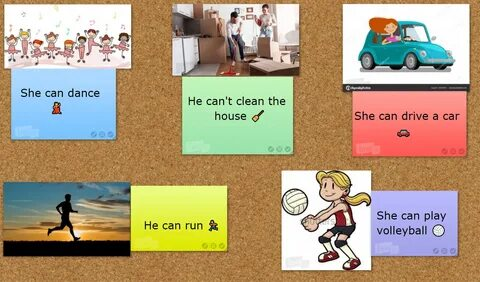 She can dance
He can't clean the
house
She can drive a car
He can run
She can play
volleyball